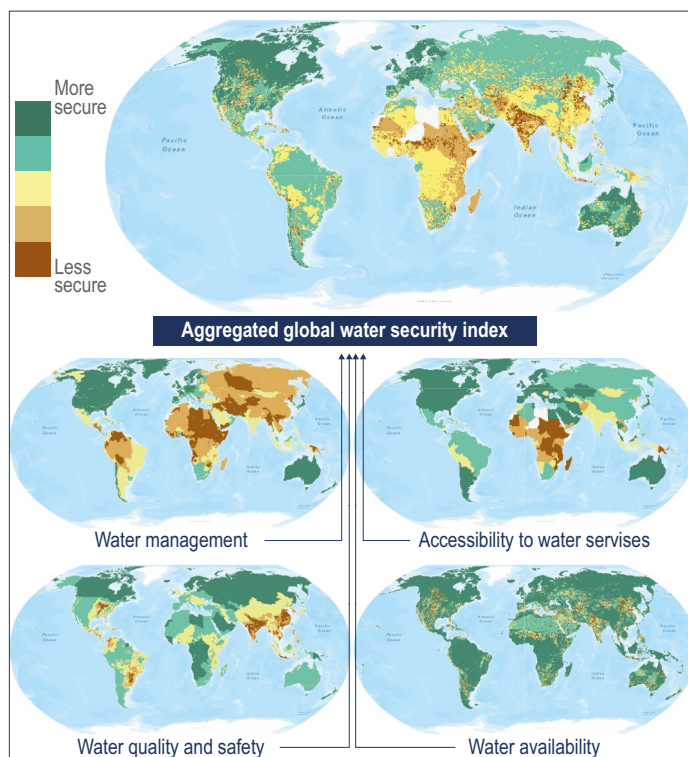 More
secure
Less
secure
Atlantic
Ocean
Pacific
Ocean
Pacific
Ocean
Indian
Ocean
Aggregated global water security index
Water management
Accessibility to water servises
Water quality and safety
Water availability